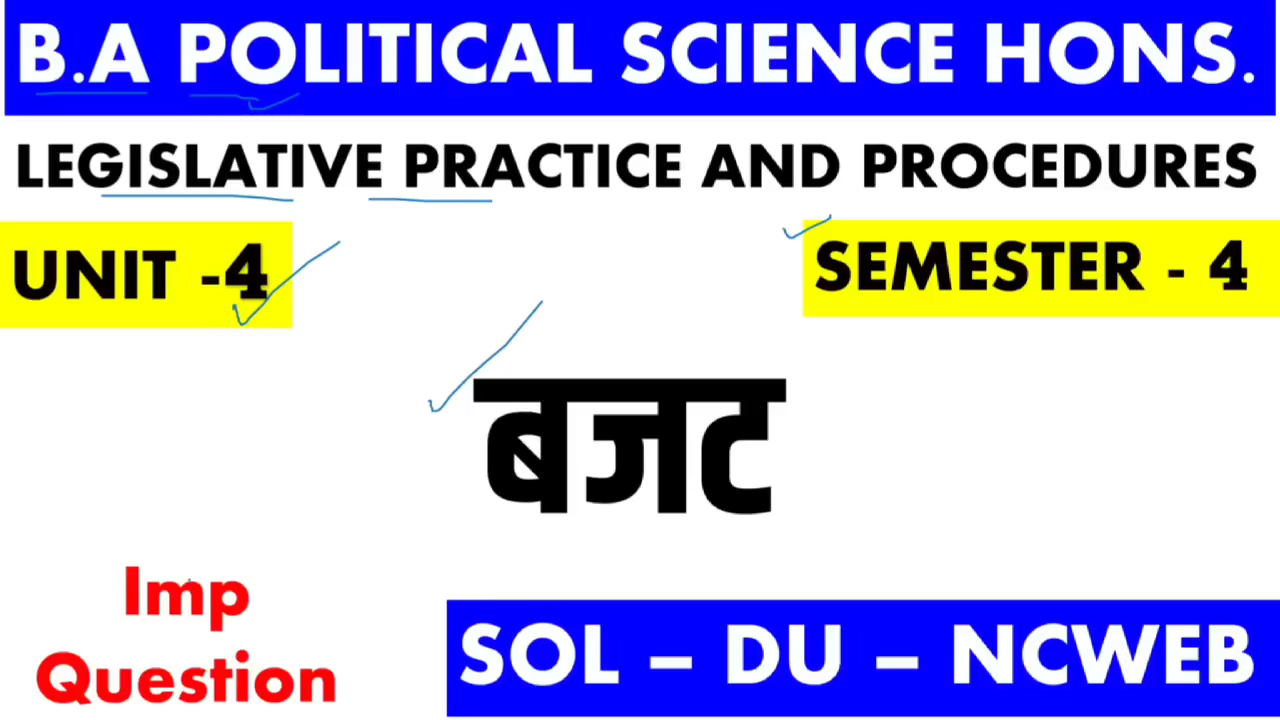 B.A POLITICAL SCIENCE HONS.
LEGISLATIVE PRACTICE AND PROCEDURES
UNIT -4
SEMESTER - 4
बजट
Imp
Question
SOL – DU – NCWEB